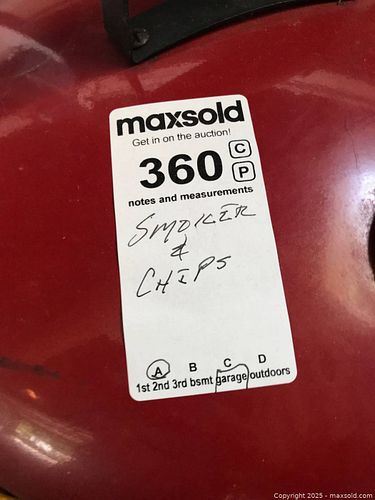 maxsold
Get in on the auction!
360 C
P
notes and measurements
SMOKER
&
CHIPS
A B C D
1st 2nd 3rd bsmt garage outdoors
Copyright 2025 - maxsold.com